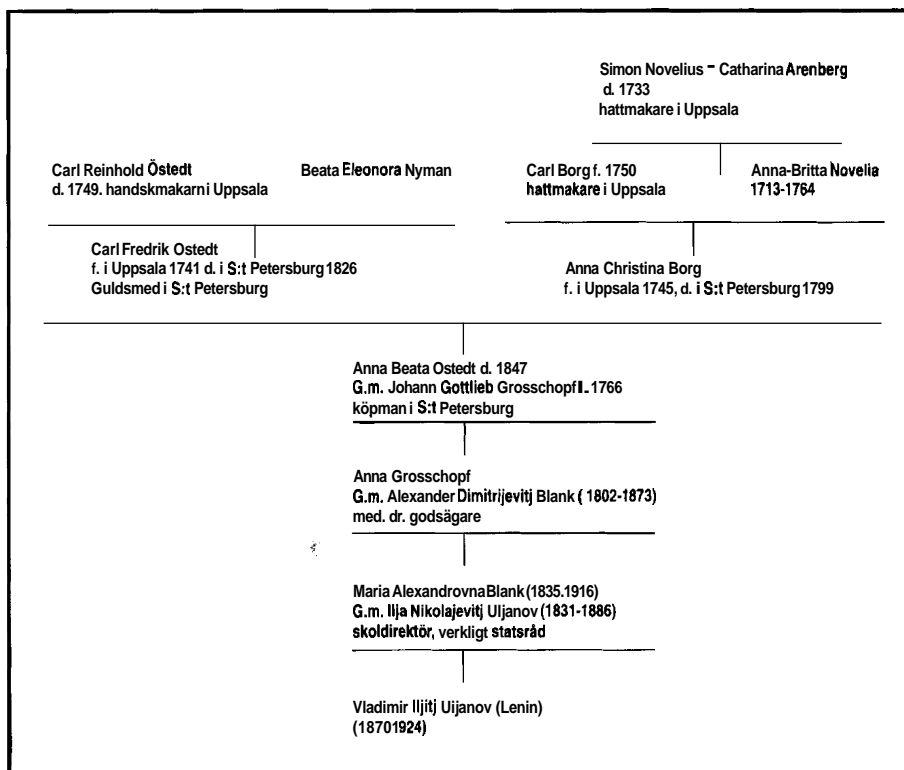 Simon Novelius - Catharina Arenberg
d. 1733
hattmakare i Uppsala
Carl Reinhold Östedt
d. 1749. handskmakarni Uppsala
Beata Eleonora Nyman
Carl Borg f. 1750
hattmakare i Uppsala
Anna-Britta Novelia
1713-1764
Carl Fredrik Ostedt
f. i Uppsala 1741 d. i S:t Petersburg 1826
Guldsmed i S:t Petersburg
Anna Christina Borg
f. i Uppsala 1745, d. i S:t Petersburg 1799
Anna Beata Ostedt d. 1847
G.m. Johann Gottlieb Grosschopf I. 1766
köpman i S:t Petersburg
Anna Grosschopf
G.m. Alexander Dimitrijevitj Blank ( 1802-1873)
med. dr. godsägare
Maria Alexandrovna Blank (1835.1916)
G.m. Ilja Nikolajevitj Uljanov (1831-1886)
skoldirektör, verkligt statsråd
Vladimir Iljitj Uijanov (Lenin)
(18701924)